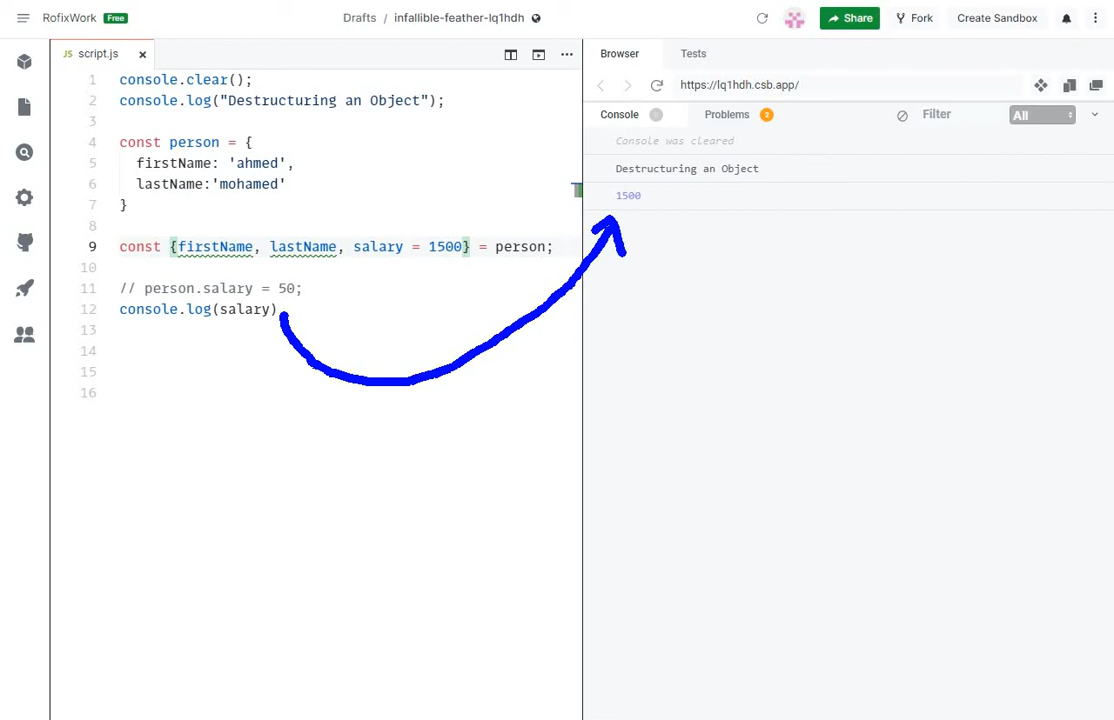 RofixWork Free
Drafts / infallible-feather-lq1hdh
Share
Fork
Create Sandbox
JS script.js
1 console.clear();
2 console.log("Destructuring an Object");
3
4 const person = {
5 firstName: 'ahmed',
6 lastName:'mohamed'
7 }
8
9 const {firstName, lastName, salary = 1500} = person;
10
11 // person.salary = 50;
12 console.log(salary)
13
14
15
16
Browser Tests
https://lq1hdh.csb.app/
Console Problems 2 Filter All
Console was cleared
Destructuring an Object
1500